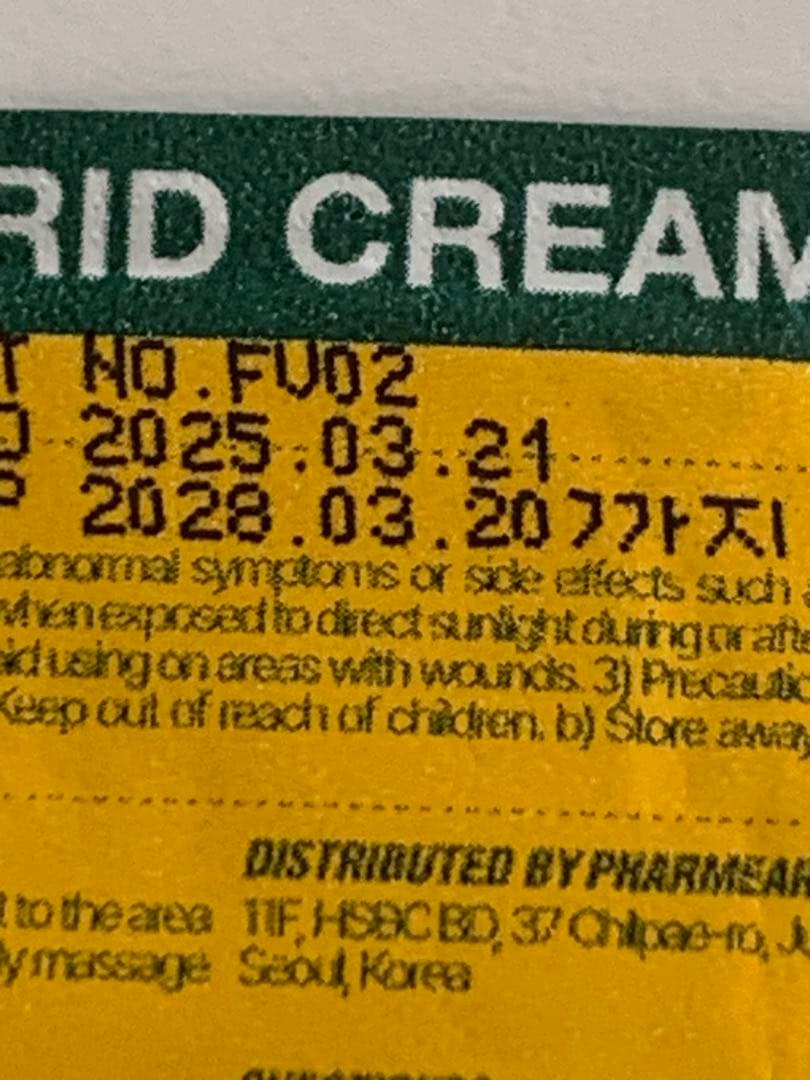 RID CREAM
T NO.FU02
D 2025.03.21
P 2028.03.20까지
abnormal symptoms or side effects such
when exposed to direct sunlight during or afte
id using on areas with wounds. 3) Precautio
Keep out of reach of children. b) Store away
DISTRIBUTED BY PHARMEAR
t to the area
11F, HSBC BD, 37 Chilpae-ro, Ju
ly massage
Seoul, Korea